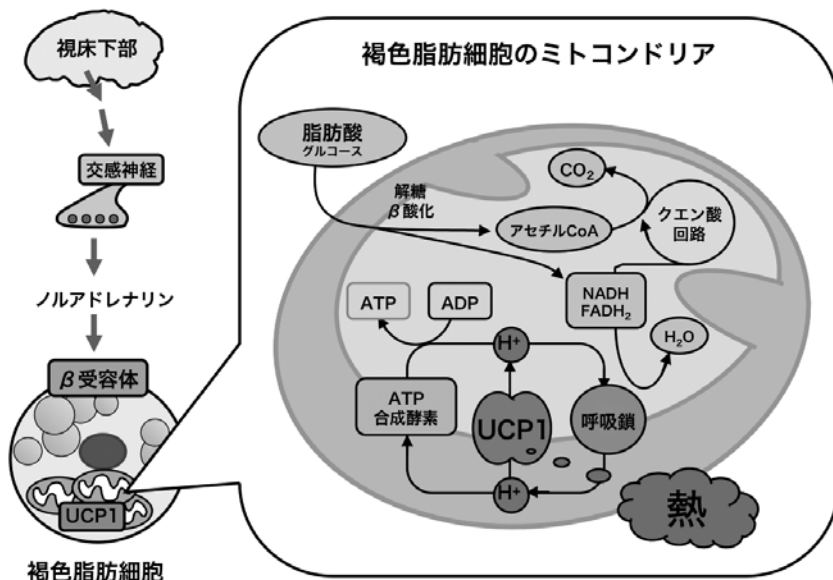 視床下部
交感神経
ノルアドレナリン
β受容体
UCP1
褐色脂肪細胞
褐色脂肪細胞のミトコンドリア
脂肪酸
グルコース
解糖
β酸化
アセチルCoA
CO₂
クエン酸
回路
NADH
FADH₂
H₂O
ATP
ADP
H⁺
ATP
合成酵素
UCP1
呼吸鎖
H⁺
熱